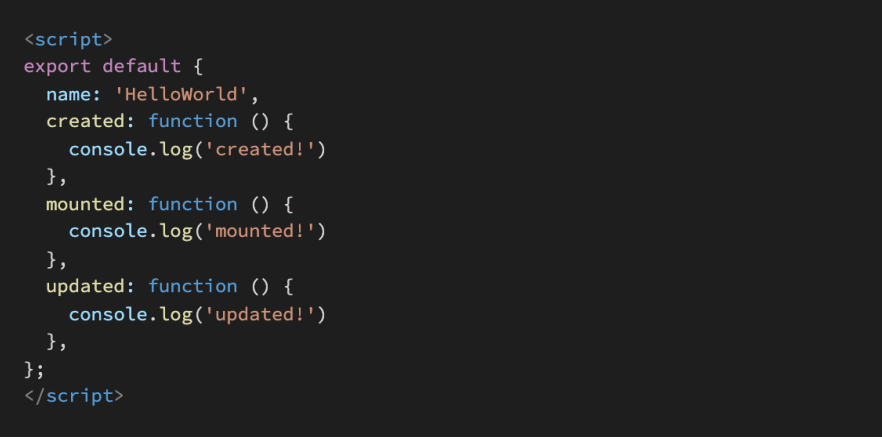 <script>
export default {
  name: 'HelloWorld',
  created: function () {
    console.log('created!')
  },
  mounted: function () {
    console.log('mounted!')
  },
  updated: function () {
    console.log('updated!')
  },
};
</script>